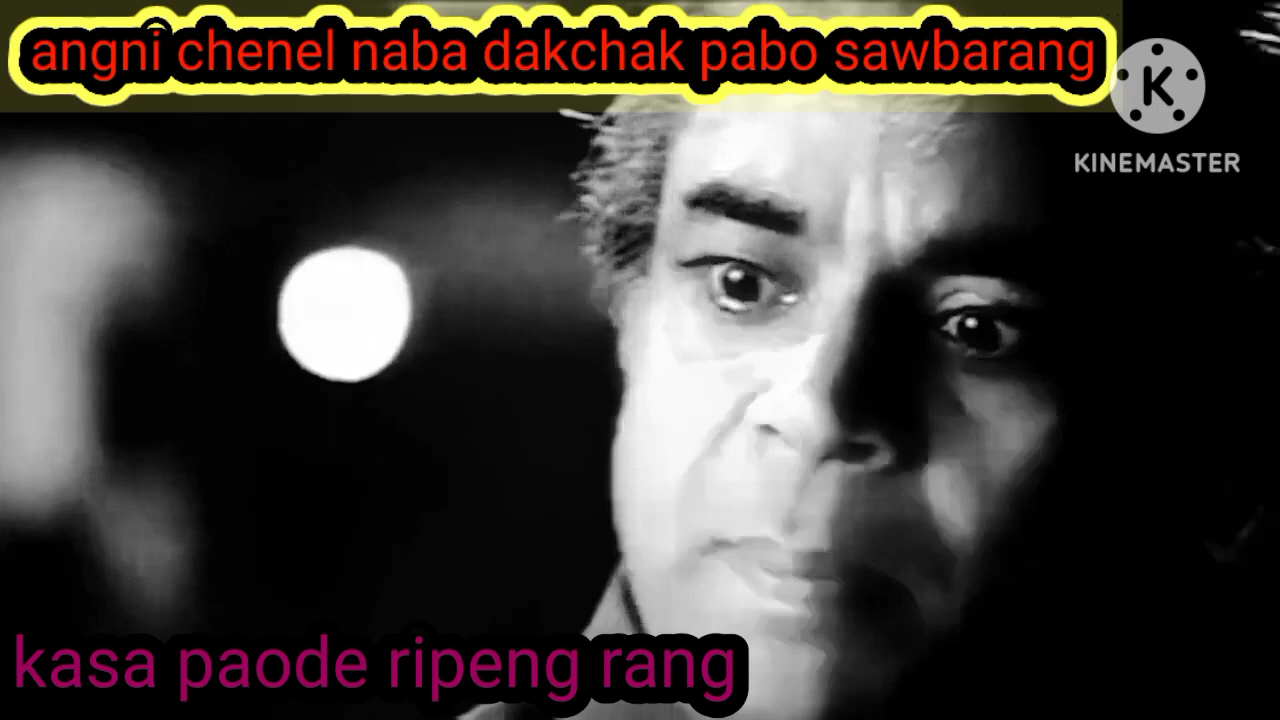 angni chenel naba dakchak pabo sawbarang
K
KINEMASTER
kasa paode ripeng rang